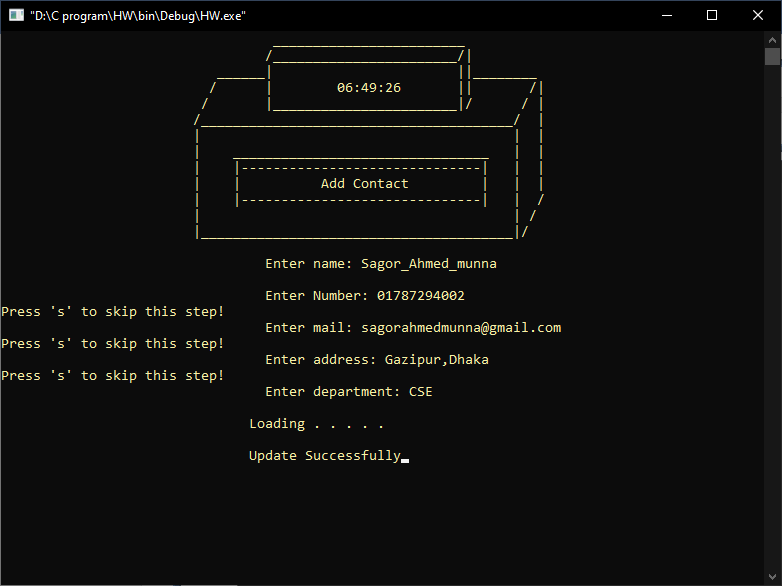 "D:\C program\HW\bin\Debug\HW.exe"
06:49:26
Add Contact
Enter name: Sagor_Ahmed_munna
Enter Number: 01787294002
Press 's' to skip this step!
Enter mail: sagorahmedmunna@gmail.com
Press 's' to skip this step!
Enter address: Gazipur,Dhaka
Press 's' to skip this step!
Enter department: CSE
Loading . . . . .
Update Successfully